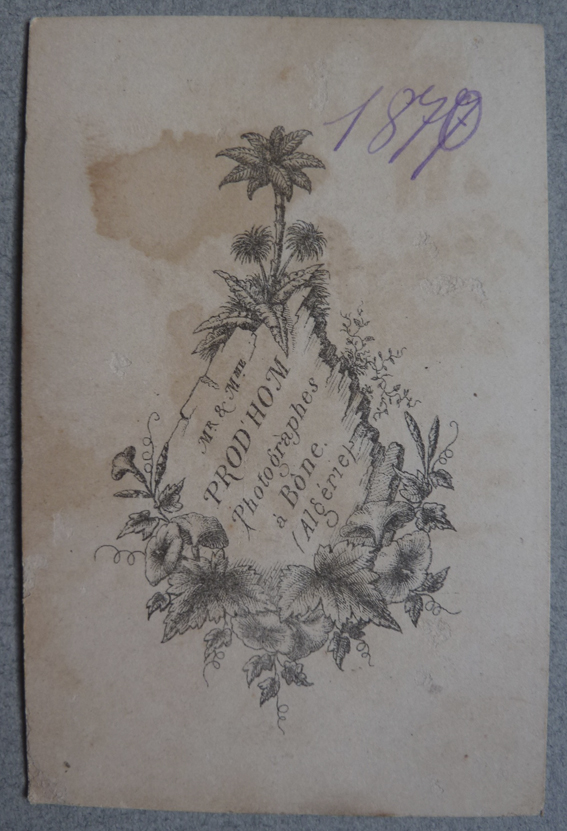 1870
MR. & MME
PROD'HOM
Photographes
à Bône.
(Algérie)